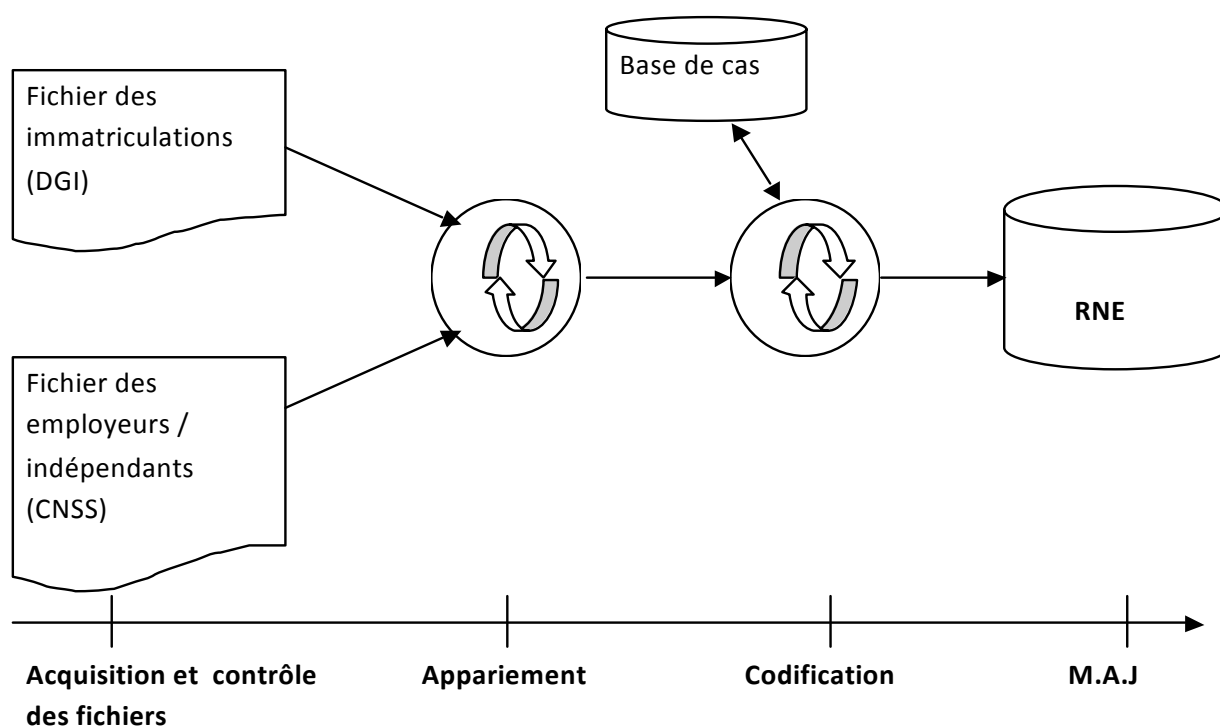 Base de cas
Fichier des
immatriculations
(DGI)
RNE
Fichier des
employeurs /
indépendants
(CNSS)
Acquisition et contrôle
des fichiers
Appariement
Codification
M.A.J